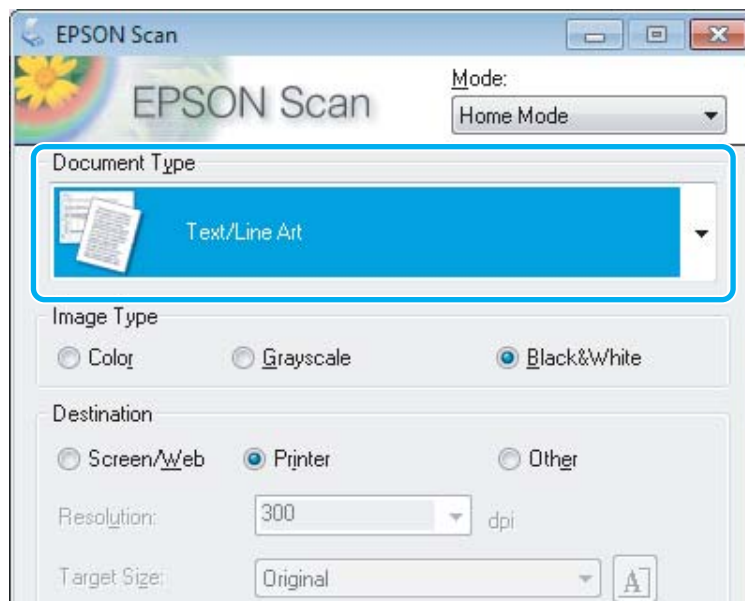 EPSON Scan
EPSON Scan
Mode:
Home Mode
Document Type
Text/Line Art
Image Type
Color Grayscale Black&White
Destination
Screen/Web Printer Other
Resolution: 300 dpi
Target Size: Original A